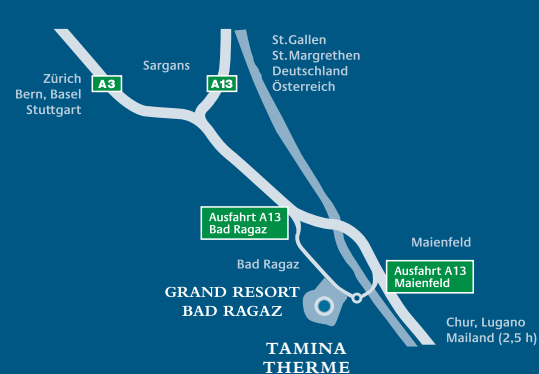 St.Gallen
St.Margrethen
Deutschland
Österreich
Sargans
Zürich
Bern, Basel
Stuttgart
A3
A13
Ausfahrt A13
Bad Ragaz
Maienfeld
Bad Ragaz
Ausfahrt A13
Maienfeld
GRAND RESORT
BAD RAGAZ
Chur, Lugano
Mailand (2,5 h)
TAMINA
THERME